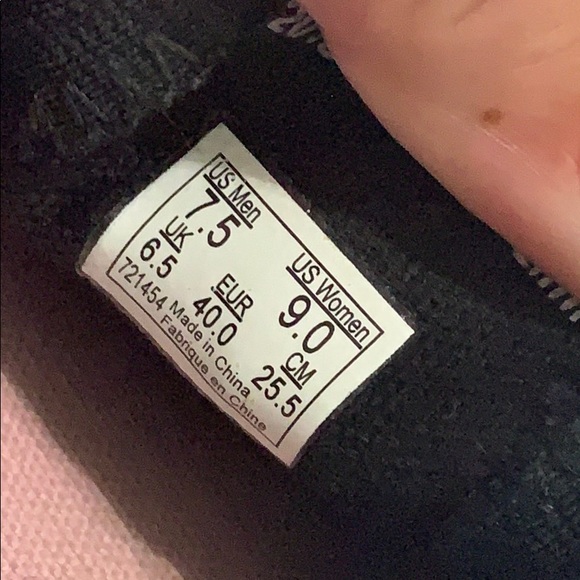 US Men
7.5
US Women
9.0
UK
6.5
EUR
40.0
CM
25.5
721454 Made in China
Fabrique en Chine